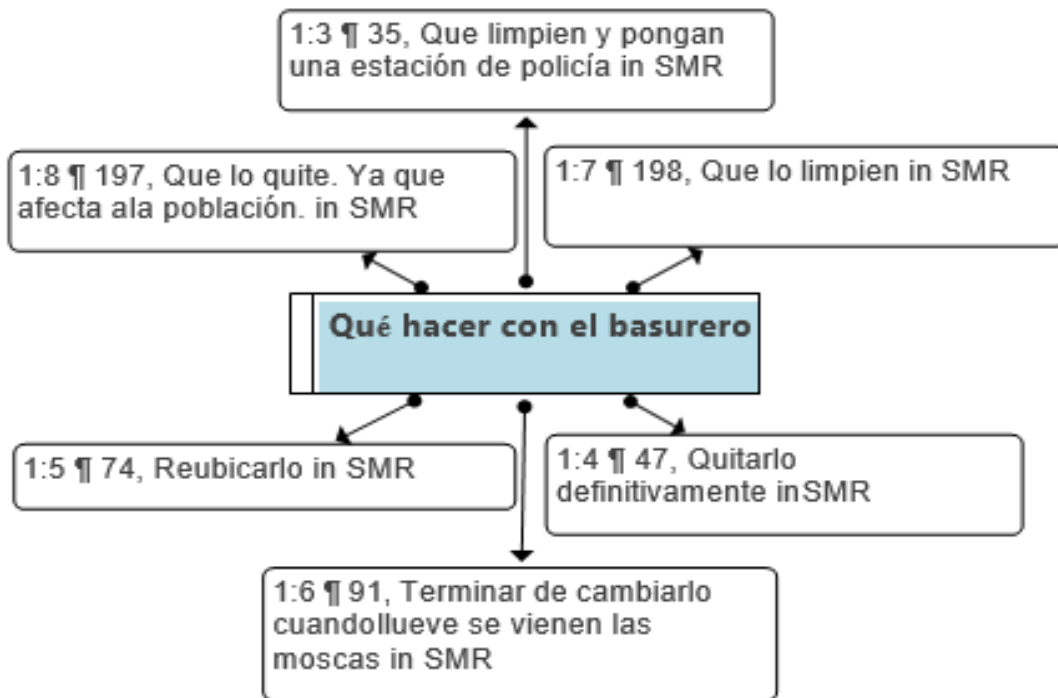 1:3 ¶ 35, Que limpien y pongan
una estación de policía in SMR
1:8 ¶ 197, Que lo quite. Ya que
afecta ala población. in SMR
1:7 ¶ 198, Que lo limpien in SMR
Qué hacer con el basurero
1:5 ¶ 74, Reubicarlo in SMR
1:4 ¶ 47, Quitarlo
definitivamente inSMR
1:6 ¶ 91, Terminar de cambiarlo
cuandollueve se vienen las
moscas in SMR